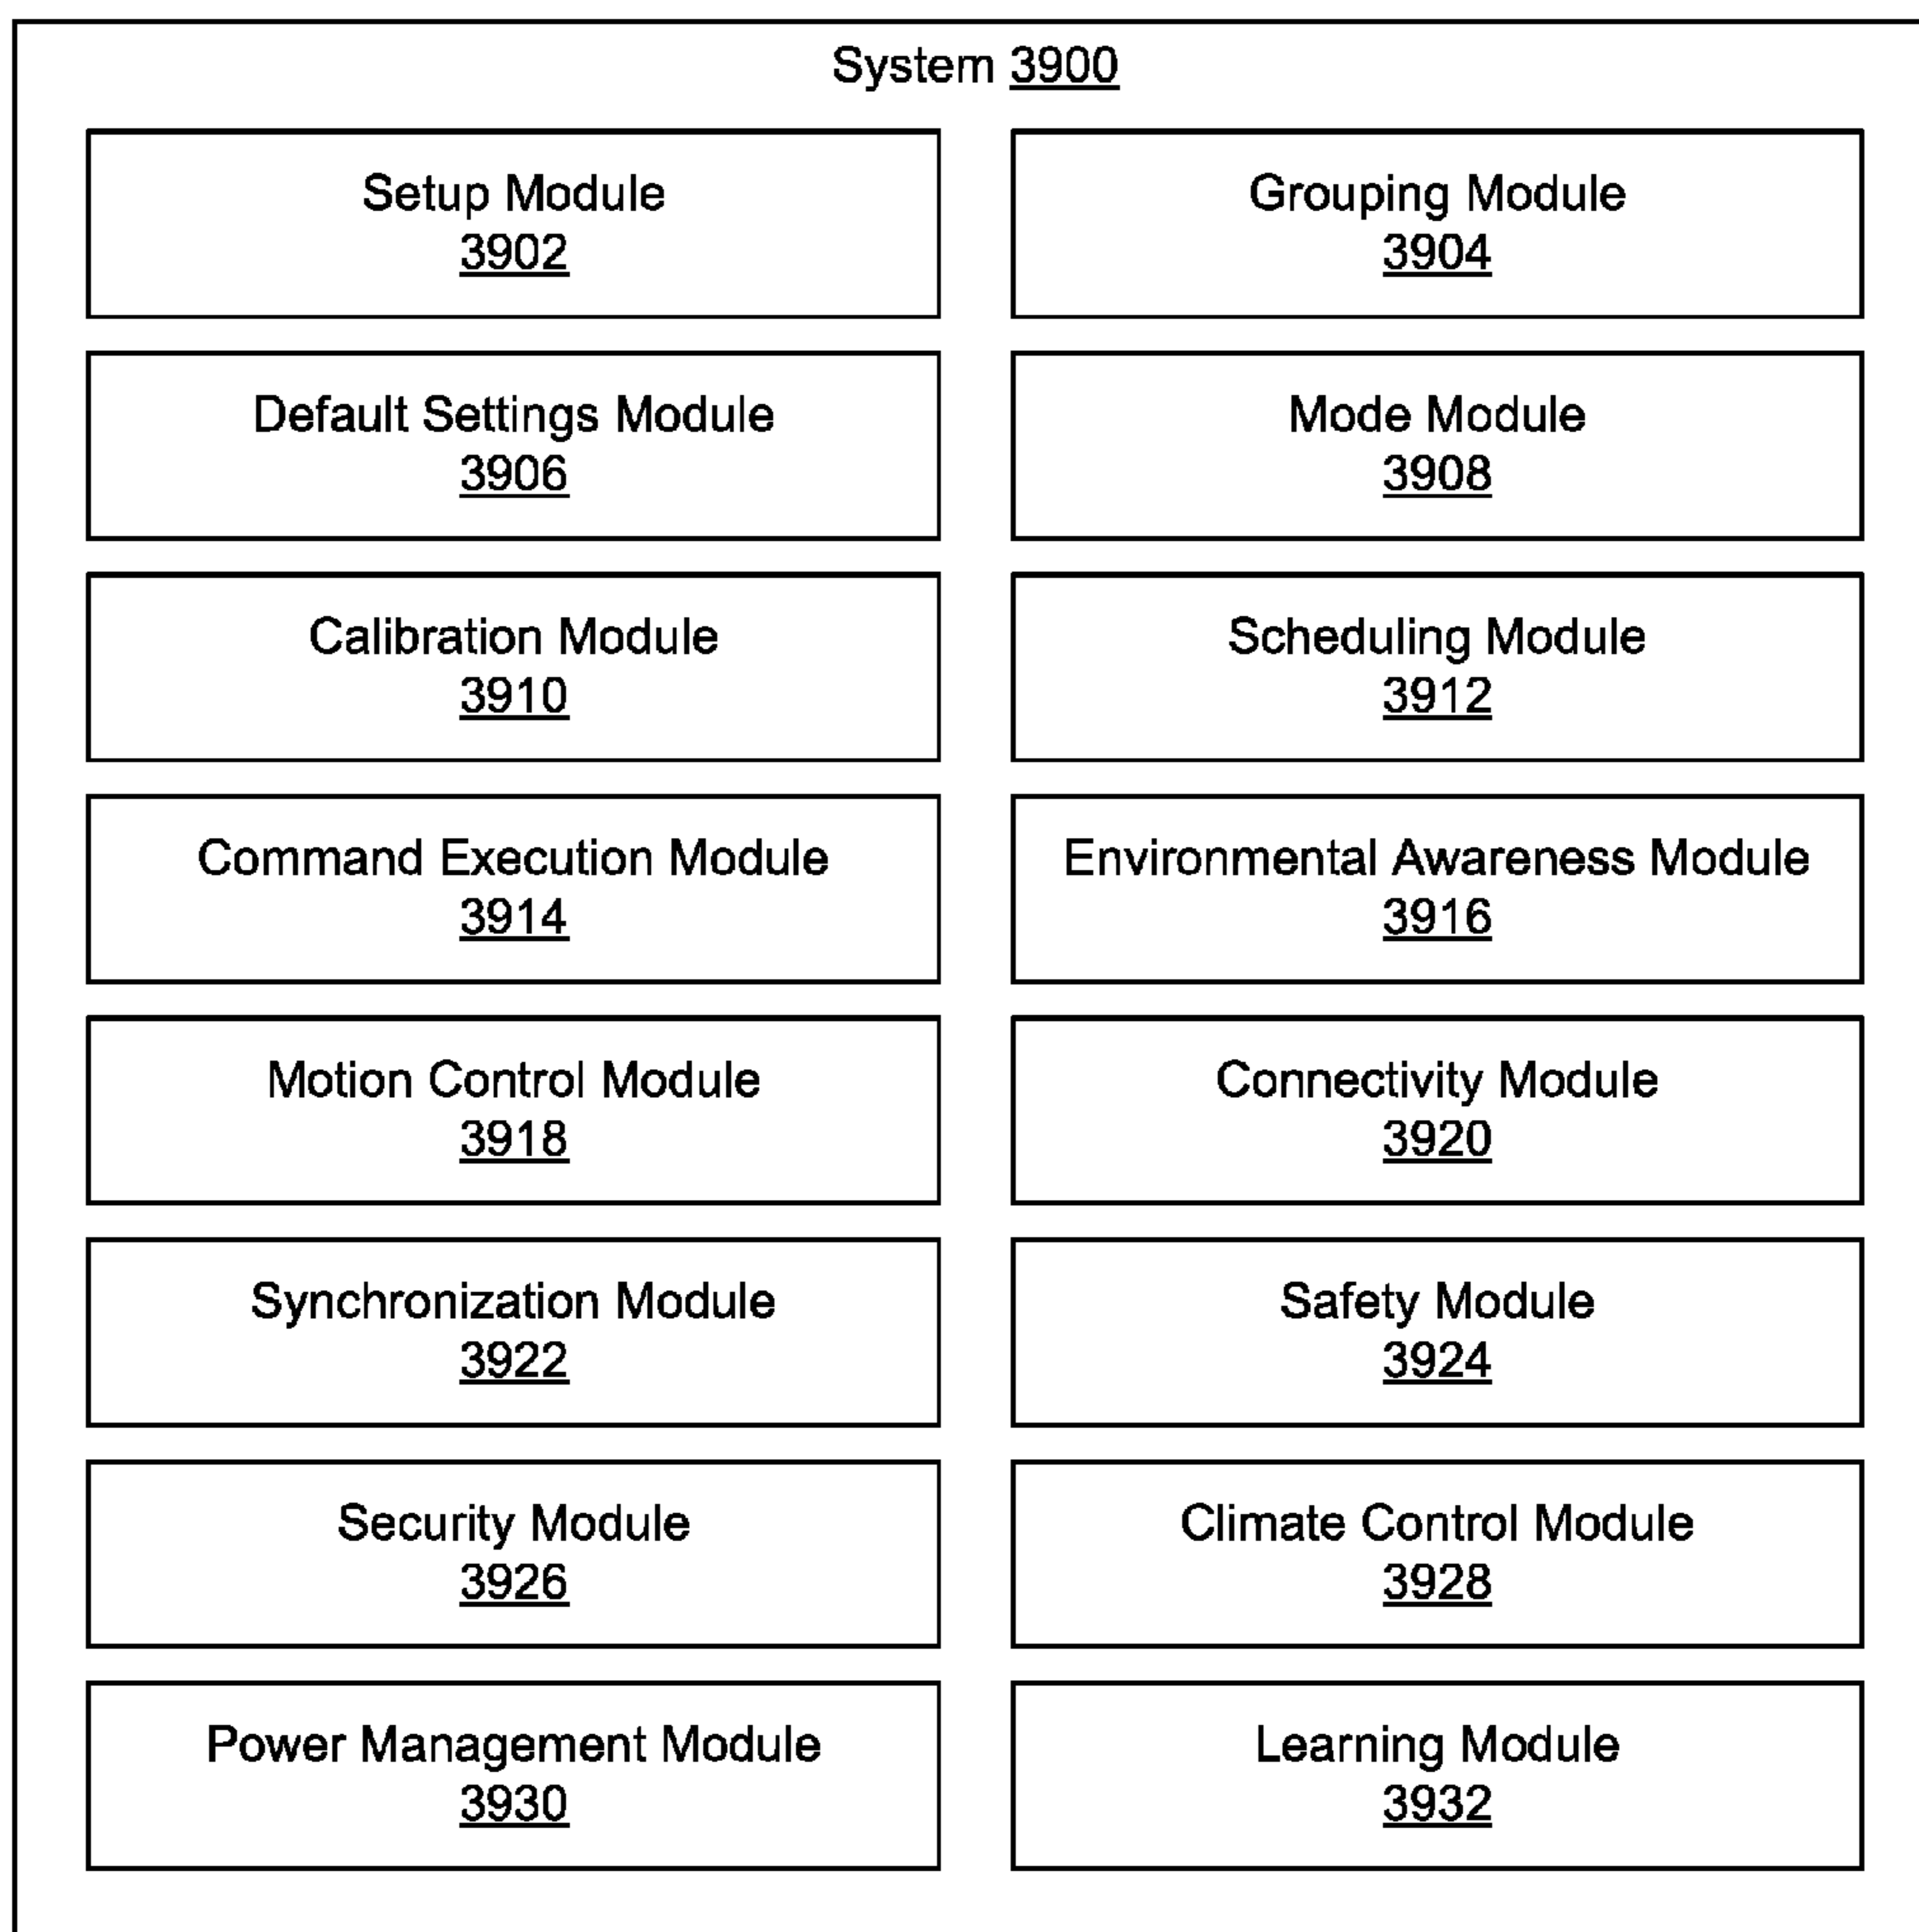 System 3900
Setup Module
3902
Grouping Module
3904
Default Settings Module
3906
Mode Module
3908
Calibration Module
3910
Scheduling Module
3912
Command Execution Module
3914
Environmental Awareness Module
3916
Motion Control Module
3918
Connectivity Module
3920
Synchronization Module
3922
Safety Module
3924
Security Module
3926
Climate Control Module
3928
Power Management Module
3930
Learning Module
3932